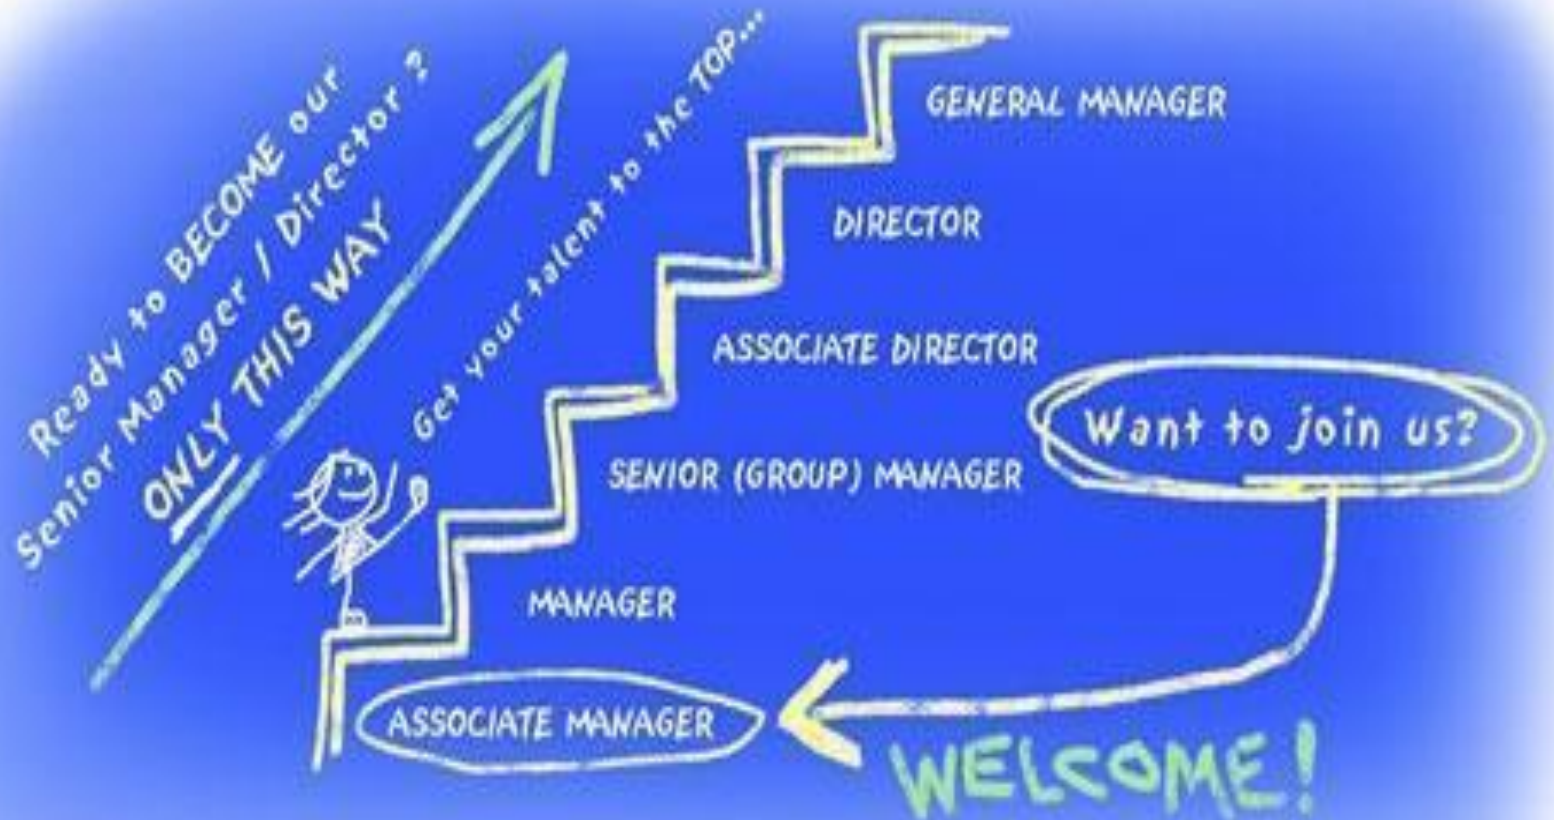 Ready to BECOME our
Senior Manager / Director ?
ONLY THIS WAY
Get your talent to the TOP...
GENERAL MANAGER
DIRECTOR
ASSOCIATE DIRECTOR
Want to join us?
SENIOR (GROUP) MANAGER
MANAGER
ASSOCIATE MANAGER
WELCOME!